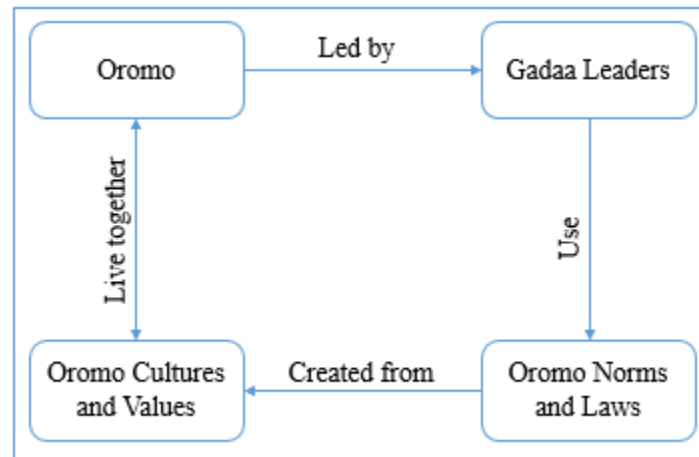 Oromo
Led by
Gadaa Leaders
Live together
Use
Oromo Cultures
and Values
Created from
Oromo Norms
and Laws